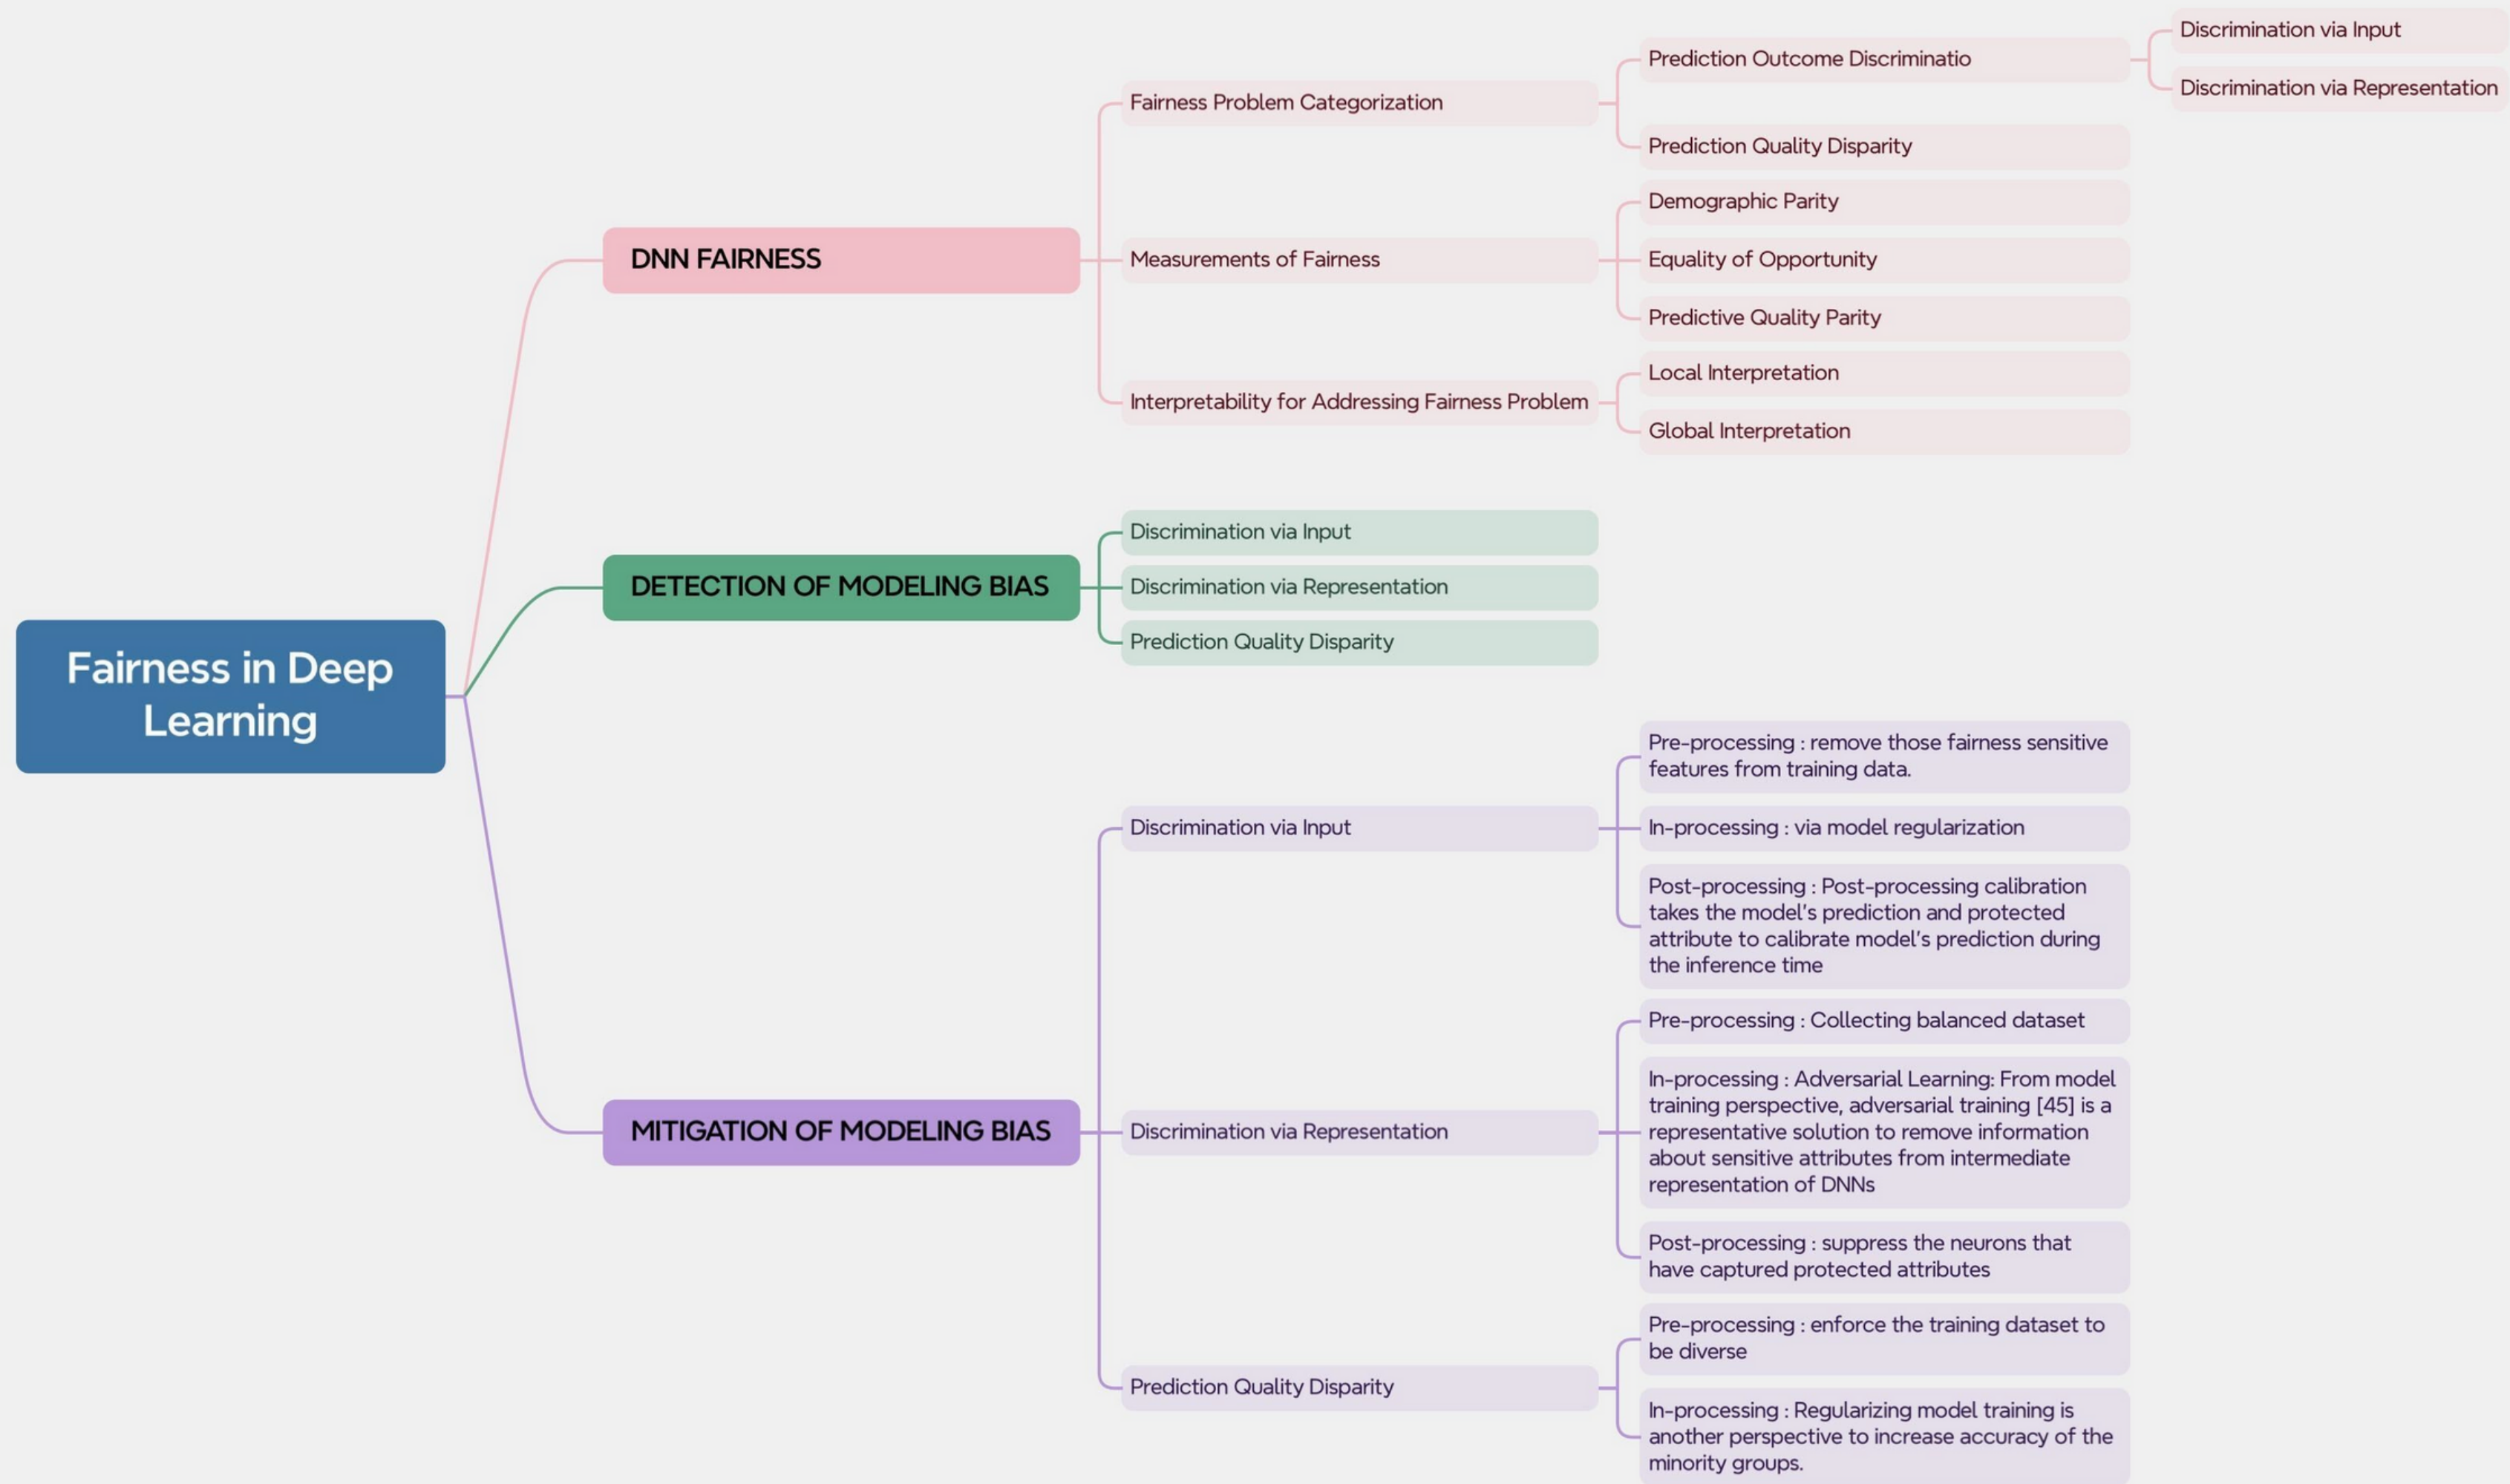 Fairness in Deep
Learning
DNN FAIRNESS
Fairness Problem Categorization
Prediction Outcome Discriminatio
Discrimination via Input
Discrimination via Representation
Prediction Quality Disparity
Measurements of Fairness
Demographic Parity
Equality of Opportunity
Predictive Quality Parity
Interpretability for Addressing Fairness Problem
Local Interpretation
Global Interpretation
DETECTION OF MODELING BIAS
Discrimination via Input
Discrimination via Representation
Prediction Quality Disparity
MITIGATION OF MODELING BIAS
Discrimination via Input
Pre-processing : remove those fairness sensitive
features from training data.
In-processing : via model regularization
Post-processing : Post-processing calibration
takes the model's prediction and protected
attribute to calibrate model's prediction during
the inference time
Discrimination via Representation
Pre-processing : Collecting balanced dataset
In-processing : Adversarial Learning: From model
training perspective, adversarial training [45] is a
representative solution to remove information
about sensitive attributes from intermediate
representation of DNNs
Post-processing : suppress the neurons that
have captured protected attributes
Prediction Quality Disparity
Pre-processing : enforce the training dataset to
be diverse
In-processing : Regularizing model training is
another perspective to increase accuracy of the
minority groups.